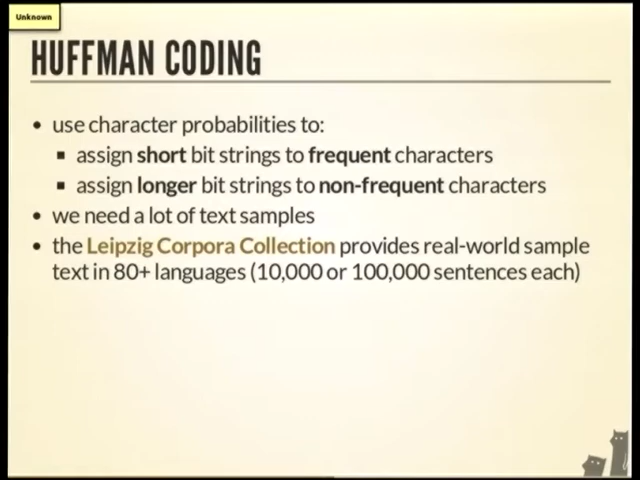 Unknown
HUFFMAN CODING
• use character probabilities to:
▪ assign short bit strings to frequent characters
▪ assign longer bit strings to non-frequent characters
• we need a lot of text samples
• the Leipzig Corpora Collection provides real-world sample
text in 80+ languages (10,000 or 100,000 sentences each)